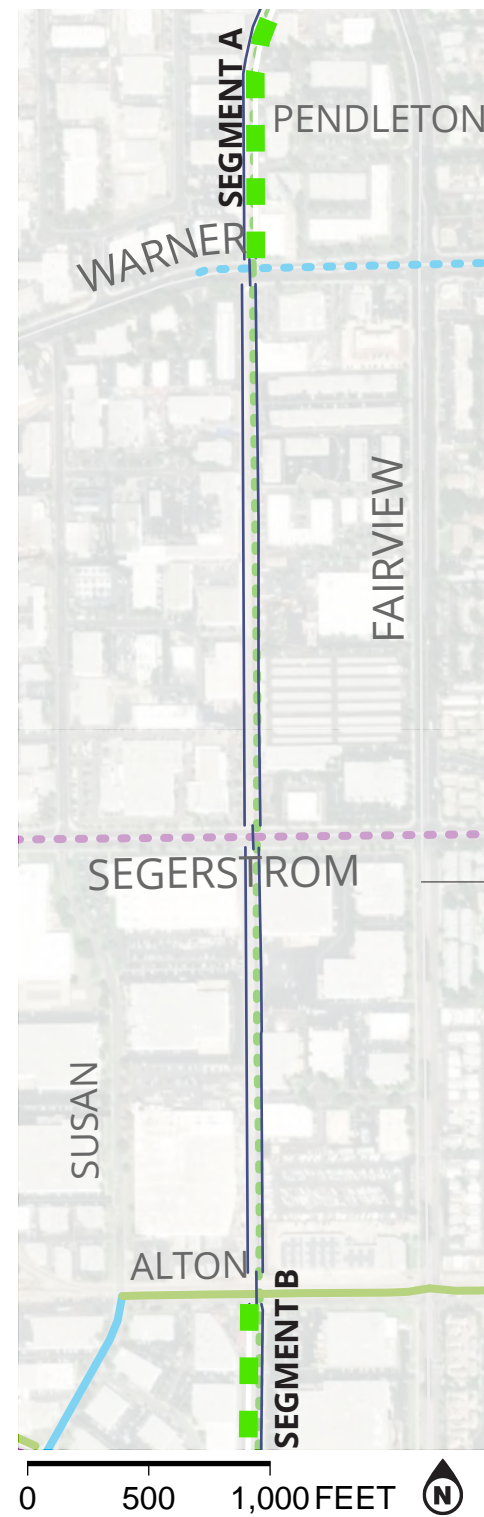 SEGMENT A
PENDLETON
WARNER
FAIRVIEW
SEGERSTROM
SUSAN
ALTON
SEGMENT B
0 500 1,000 FEET
N